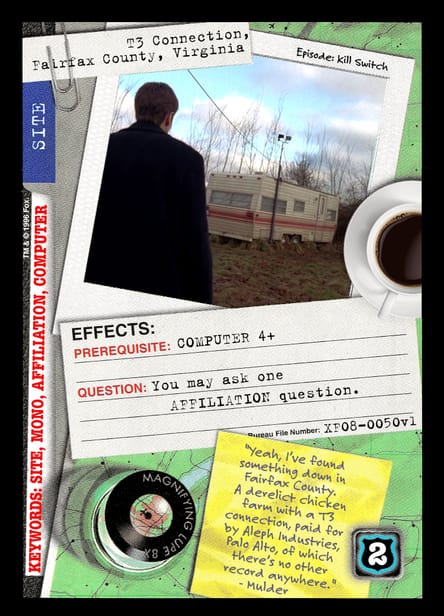 T3 Connection,
Fairfax County, Virginia
Episode: Kill Switch
SITE
TM & © 1996 Fox.
KEYWORDS: SITE, MONO, AFFILIATION, COMPUTER
EFFECTS:
PREREQUISITE: COMPUTER 4+
QUESTION: You may ask one
AFFILIATION question.
Bureau File Number: XF08-0050v1
MAGNIFYING LUPE 8X
"Yeah, I've found
something down in
Fairfax County.
A derelict chicken
farm with a T3
connection, paid for
by Aleph Industries,
Palo Alto, of which
there's no other
record anywhere."
- Mulder
2